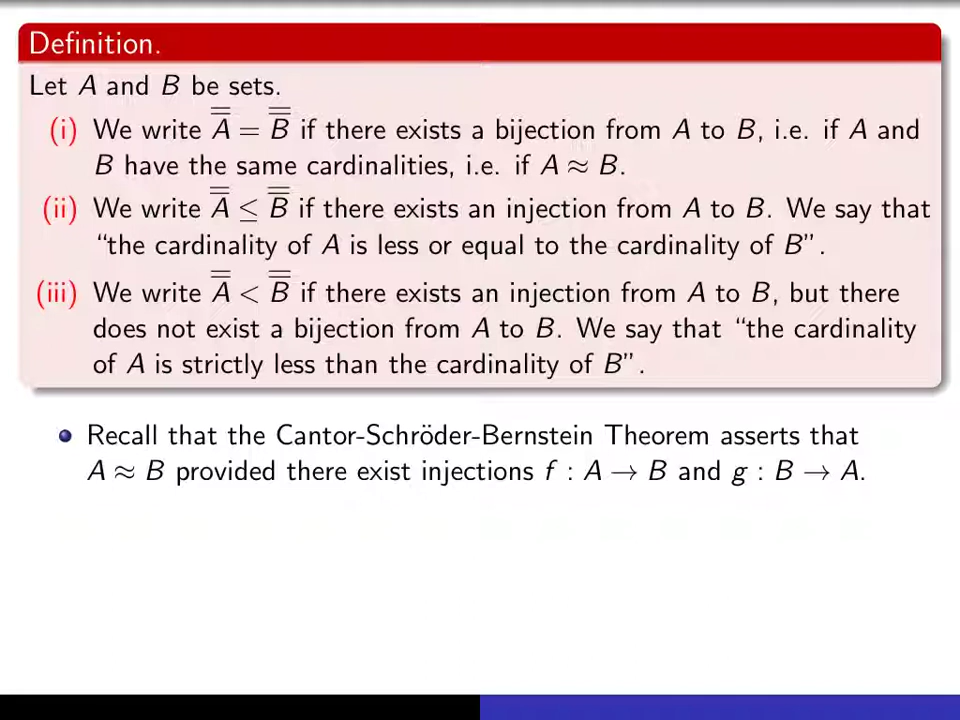 Definition.
Let A and B be sets.
(i) We write A̿ = B̿ if there exists a bijection from A to B, i.e. if A and
B have the same cardinalities, i.e. if A ≈ B.
(ii) We write A̿ ≤ B̿ if there exists an injection from A to B. We say that
“the cardinality of A is less or equal to the cardinality of B”.
(iii) We write A̿ < B̿ if there exists an injection from A to B, but there
does not exist a bijection from A to B. We say that “the cardinality
of A is strictly less than the cardinality of B”.
Recall that the Cantor-Schröder-Bernstein Theorem asserts that
A ≈ B provided there exist injections f : A → B and g : B → A.